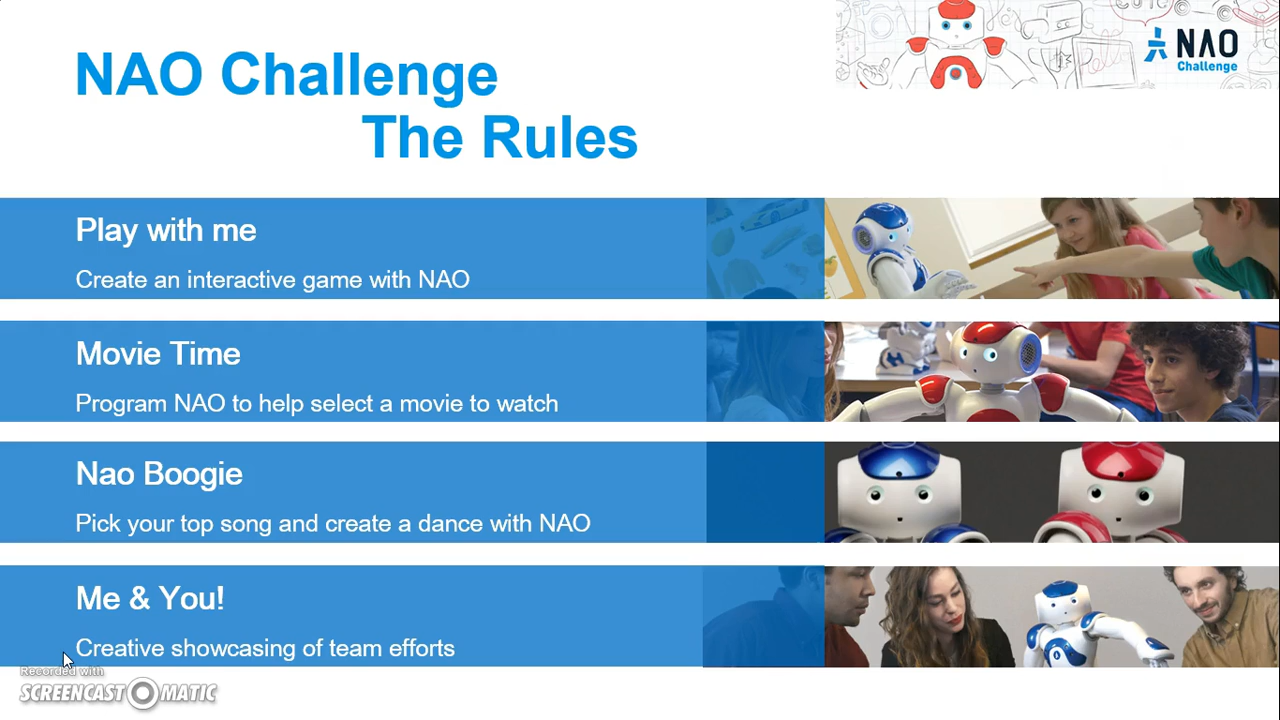 NAO Challenge
The Rules
NAO
Challenge
Play with me
Create an interactive game with NAO
Movie Time
Program NAO to help select a movie to watch
Nao Boogie
Pick your top song and create a dance with NAO
Me & You!
Creative showcasing of team efforts
Recorded with
SCREENCAST MATIC